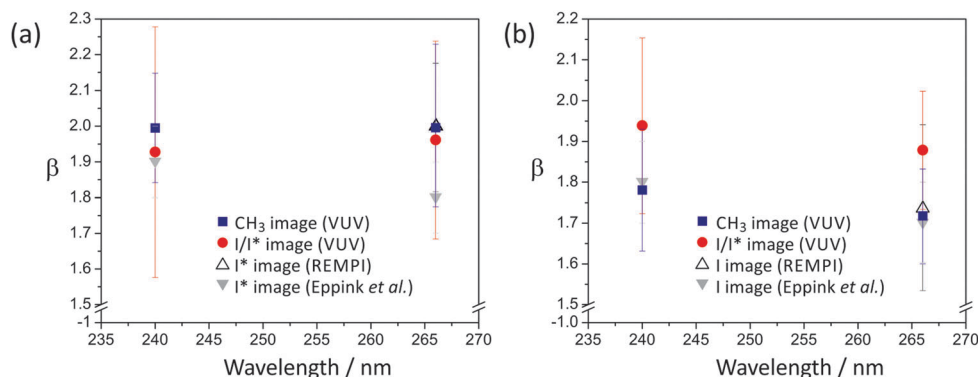 (a)
2.3
2.2
2.1
2.0
1.9
1.8
1.7
1.6
1.5
-1
β
CH₃ image (VUV)
I/I* image (VUV)
I* image (REMPI)
I* image (Eppink et al.)
235 240 245 250 255 260 265 270
Wavelength / nm
(b)
2.2
2.1
2.0
1.9
1.8
1.7
1.6
1.5
-1.0
β
CH₃ image (VUV)
I/I* image (VUV)
I image (REMPI)
I image (Eppink et al.)
235 240 245 250 255 260 265 270
Wavelength / nm